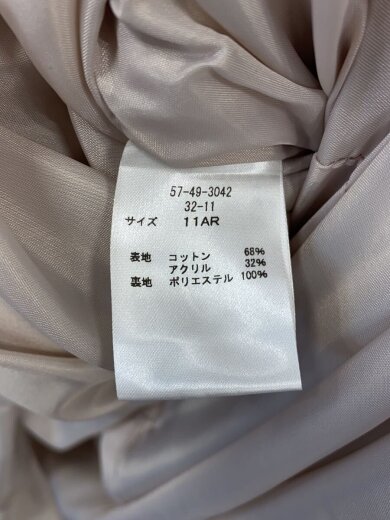 57-49-3042
32-11
サイズ 11AR
表地 コットン 68%
アクリル 32%
裏地 ポリエステル 100%